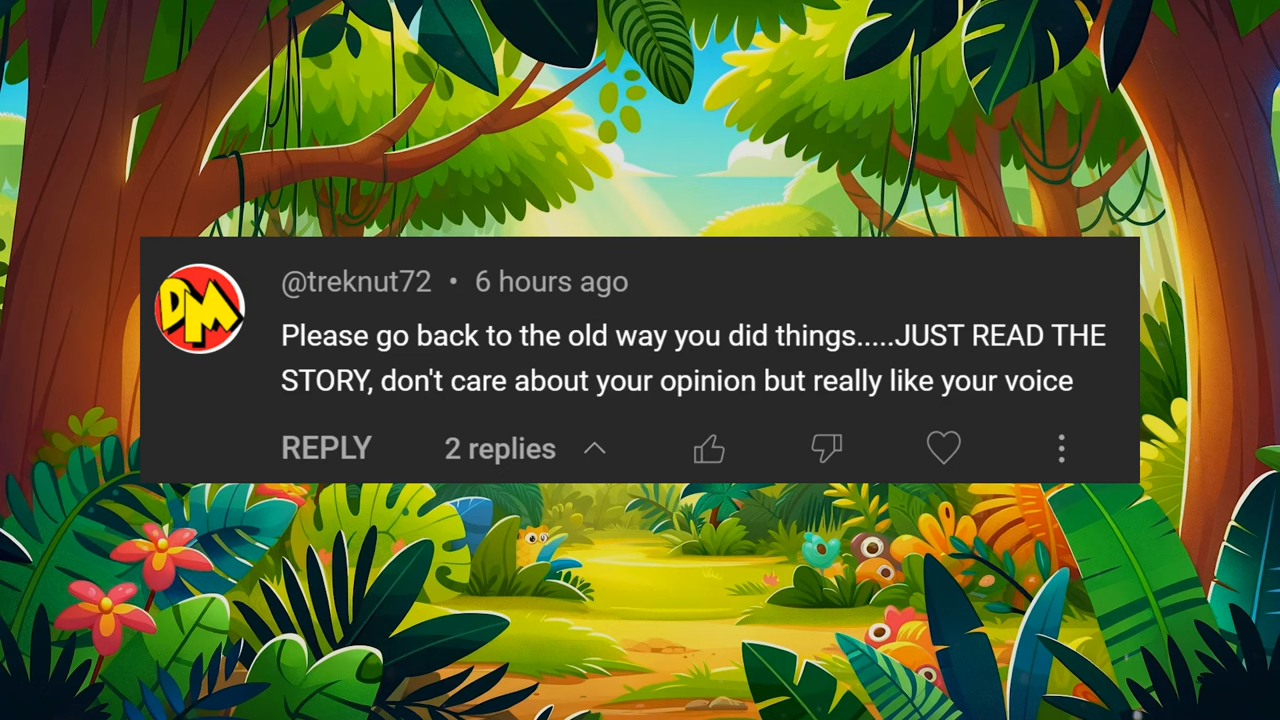 DM
@treknut72 • 6 hours ago
Please go back to the old way you did things.....JUST READ THE
STORY, don't care about your opinion but really like your voice
REPLY 2 replies